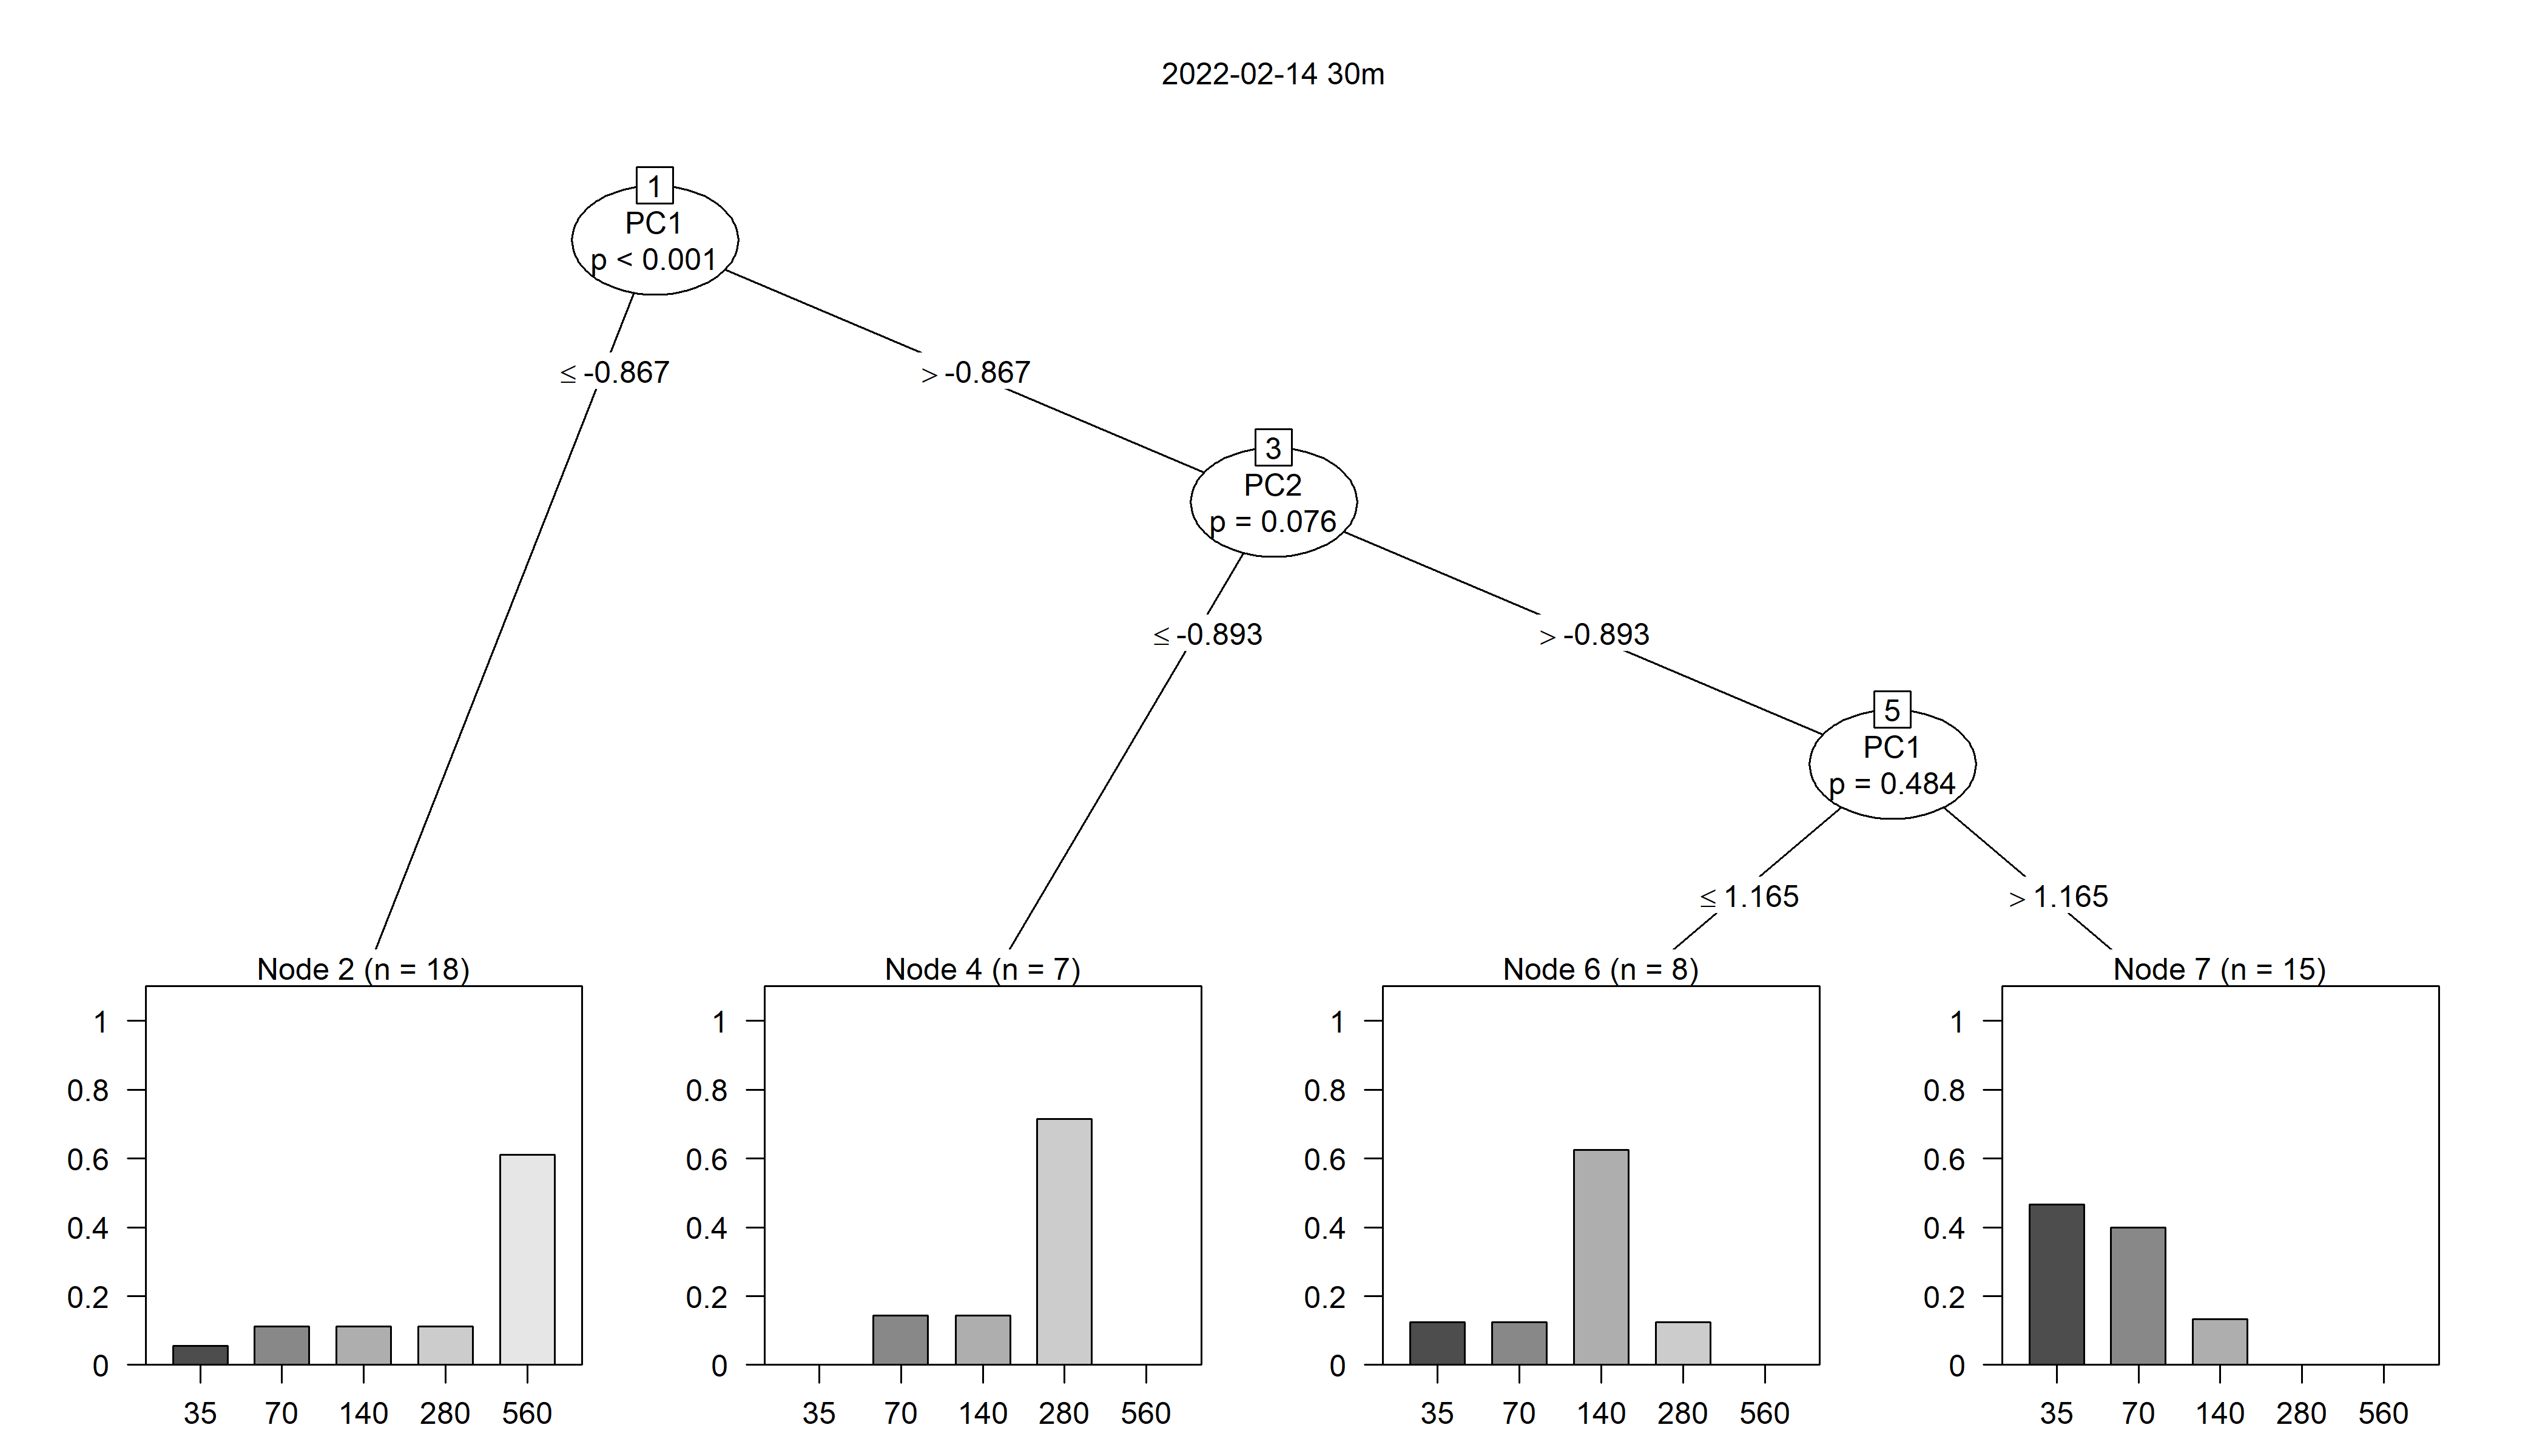 2022-02-14 30m
1
PC1
p < 0.001
≤ -0.867
> -0.867
3
PC2
p = 0.076
≤ -0.893
> -0.893
5
PC1
p = 0.484
≤ 1.165
> 1.165
Node 2 (n = 18)
1
0.8
0.6
0.4
0.2
0
35 70 140 280 560
Node 4 (n = 7)
1
0.8
0.6
0.4
0.2
0
35 70 140 280 560
Node 6 (n = 8)
1
0.8
0.6
0.4
0.2
0
35 70 140 280 560
Node 7 (n = 15)
1
0.8
0.6
0.4
0.2
0
35 70 140 280 560